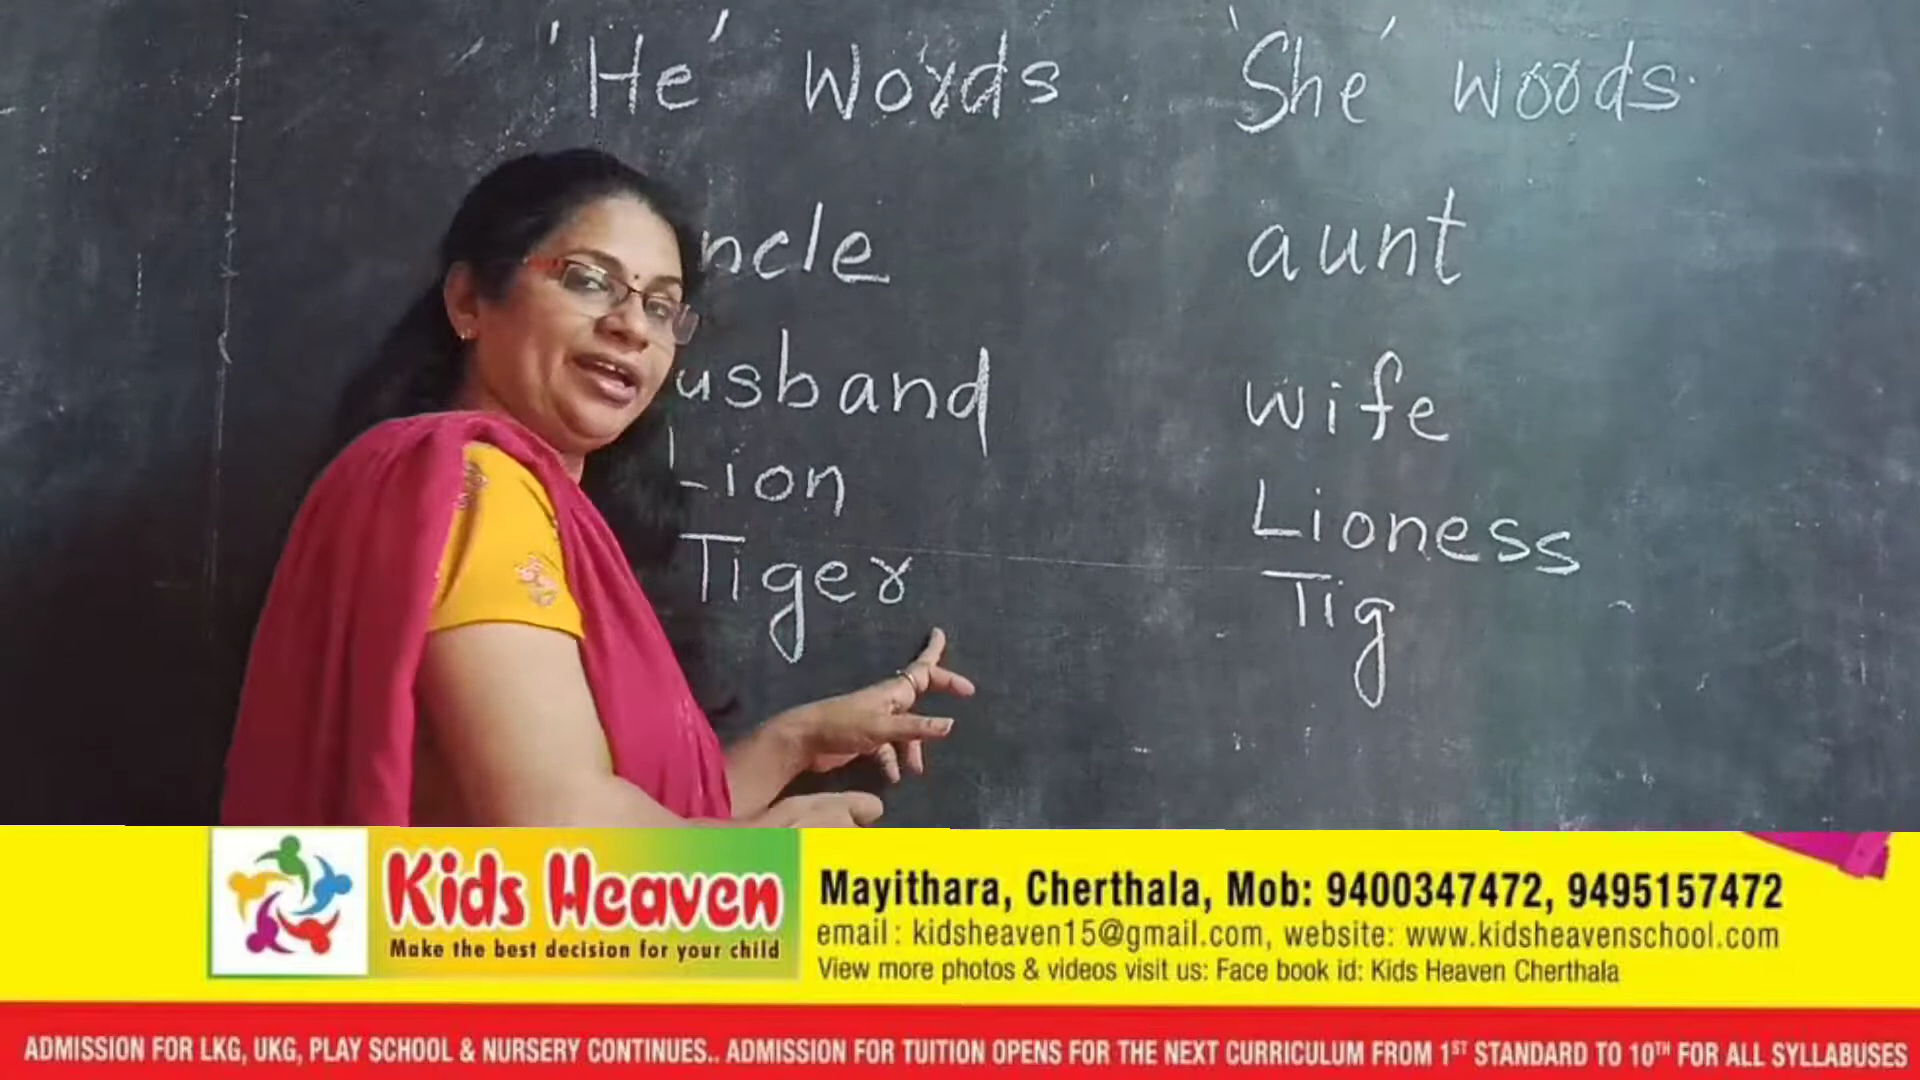 'He' Words 'She' words
ncle aunt
usband wife
Lion Lioness
Tiger Tig
Kids Heaven
Make the best decision for your child
Mayithara, Cherthala, Mob: 9400347472, 9495157472
email : kidsheaven15@gmail.com, website: www.kidsheavenschool.com
View more photos & videos visit us: Face book id: Kids Heaven Cherthala
ADMISSION FOR LKG, UKG, PLAY SCHOOL & NURSERY CONTINUES.. ADMISSION FOR TUITION OPENS FOR THE NEXT CURRICULUM FROM 1ST STANDARD TO 10TH FOR ALL SYLLABUSES